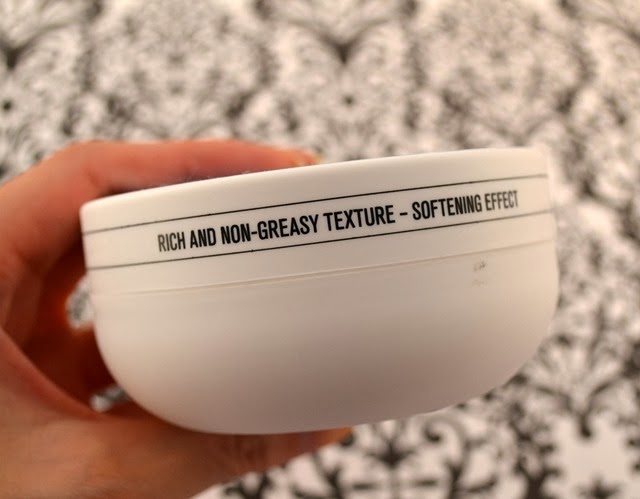 RICH AND NON-GREASY TEXTURE – SOFTENING EFFECT